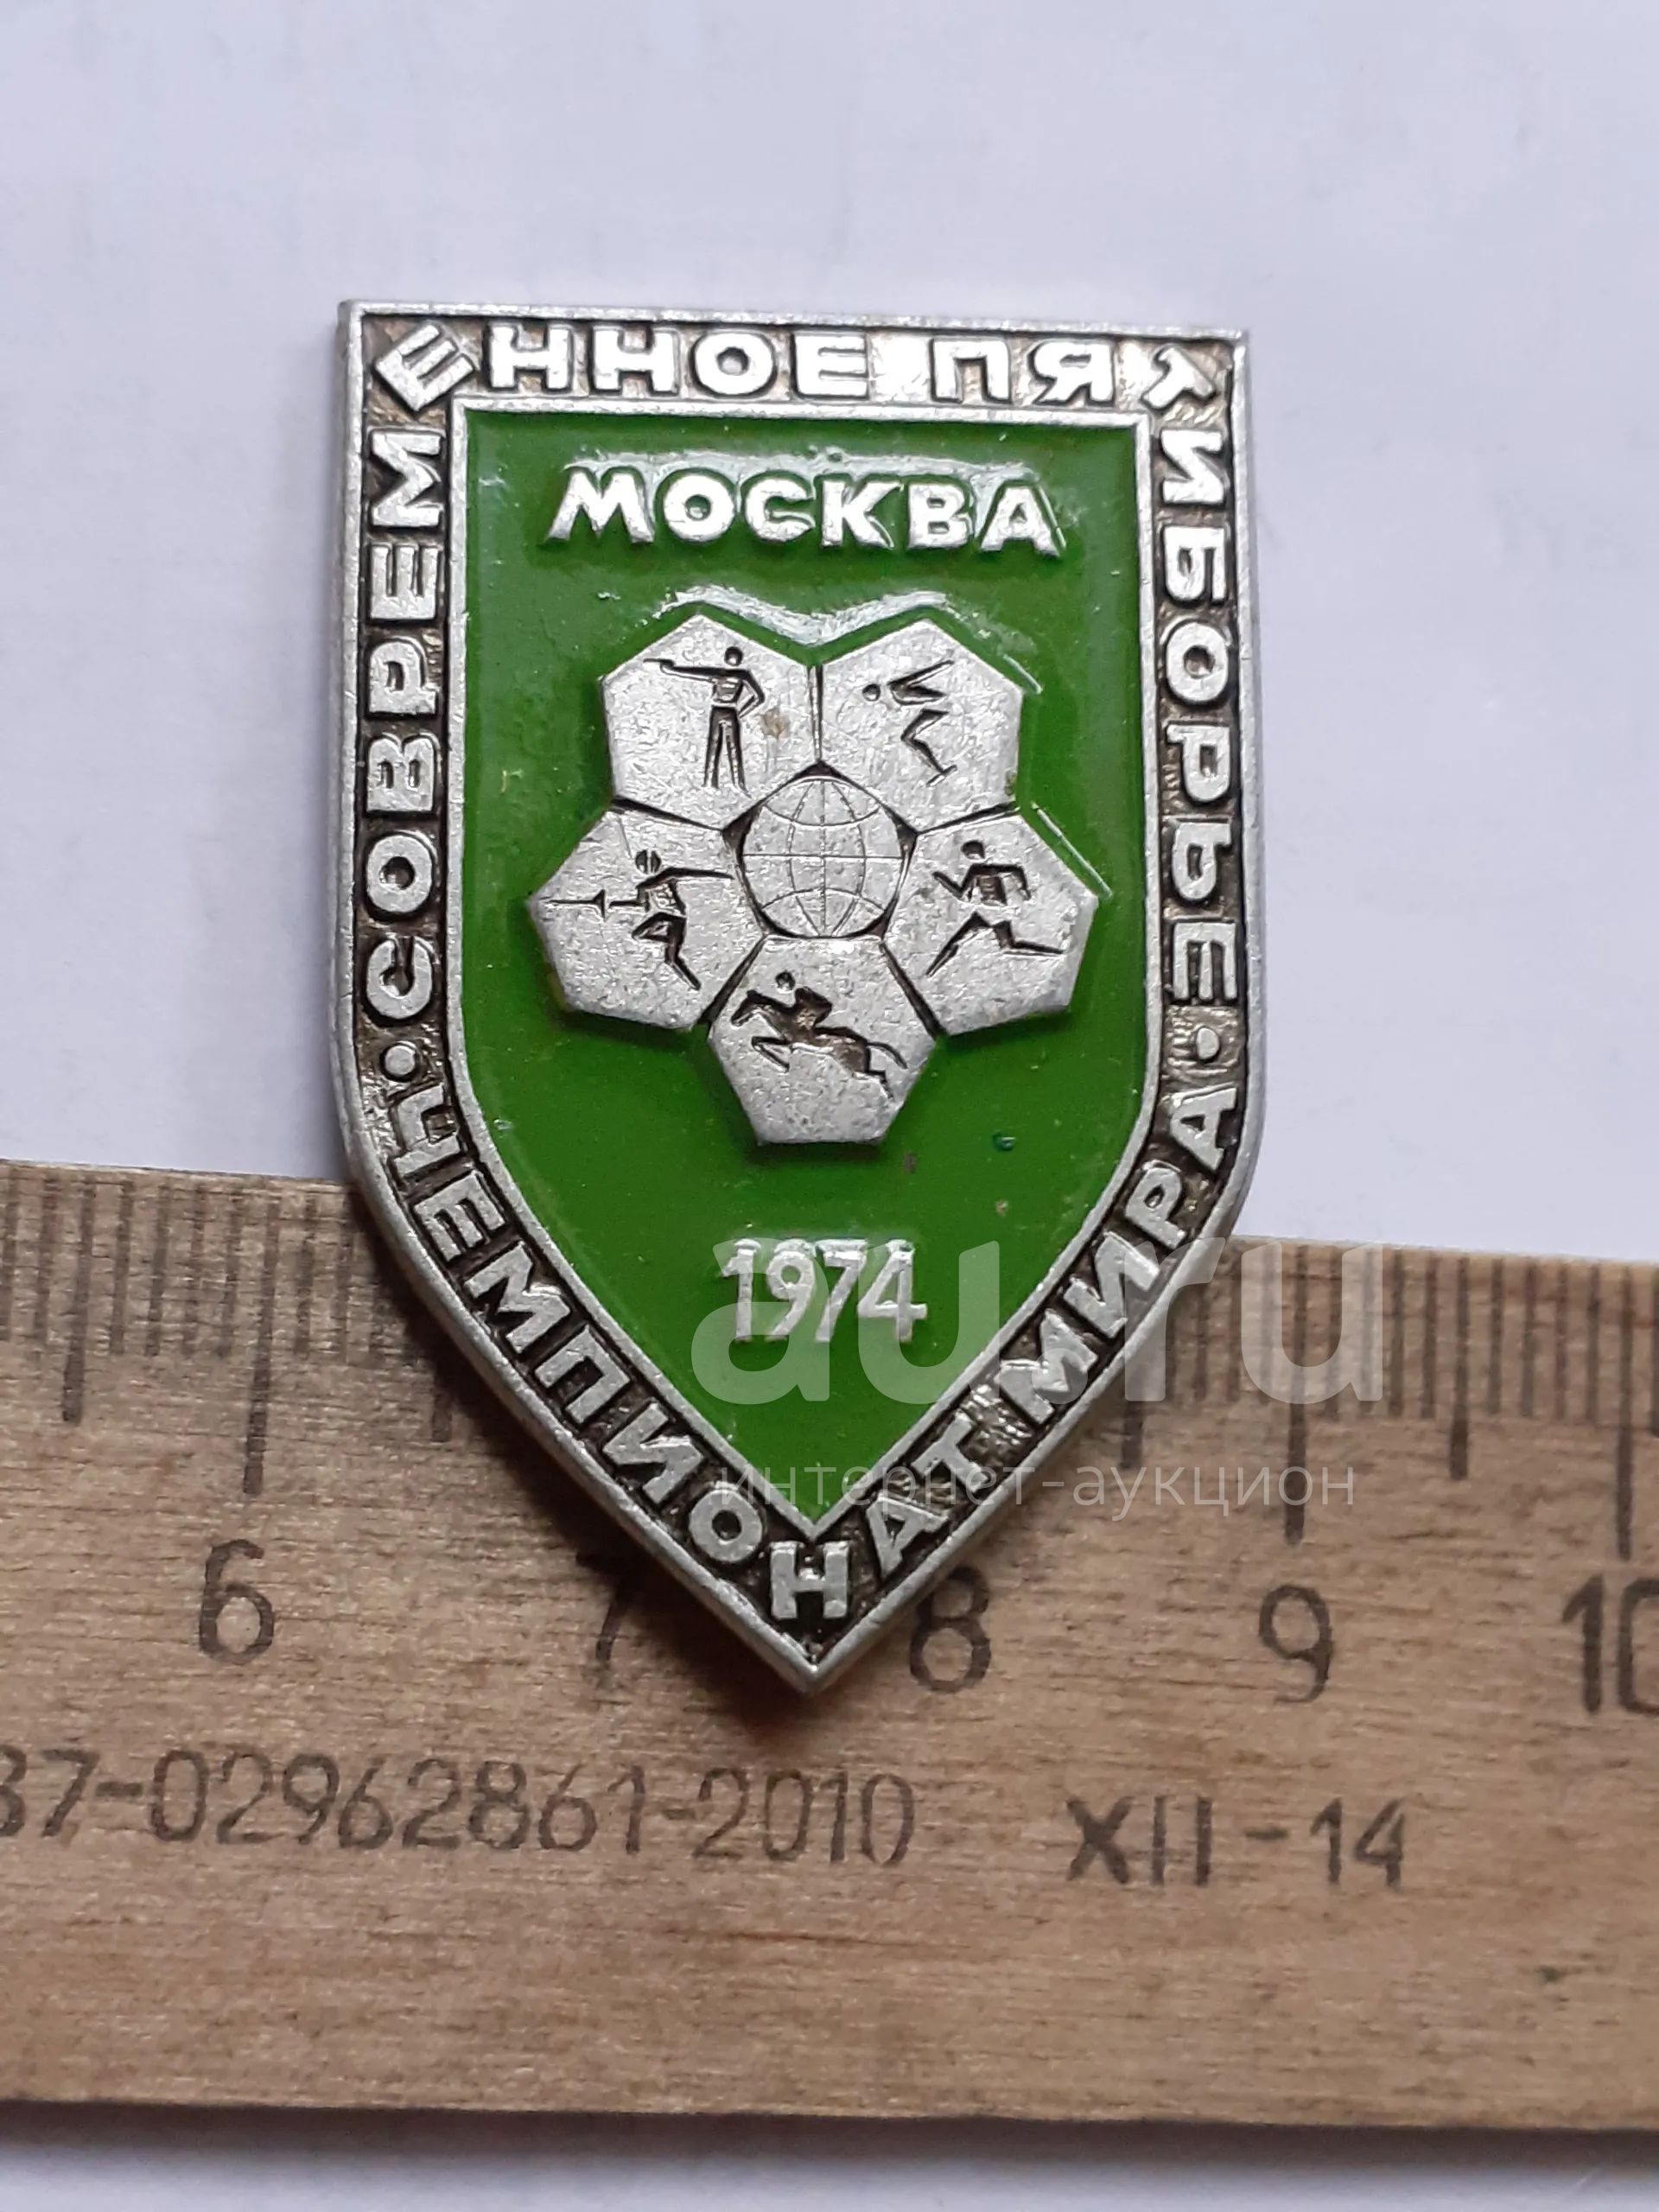 СОВРЕМЕННОЕ ПЯТИБОРЬЕ · ЧЕМПИОНАТ МИРА ·
МОСКВА
1974
au.ru
интернет-аукцион
6 7 8 9 10
37-02962861-2010 XII-14